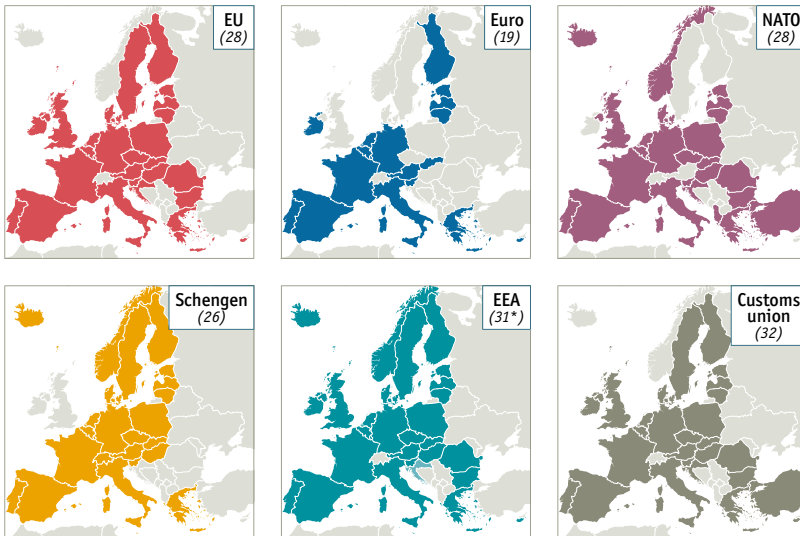 EU
(28)
Euro
(19)
NATO
(28)
Schengen
(26)
EEA
(31*)
Customs
union
(32)